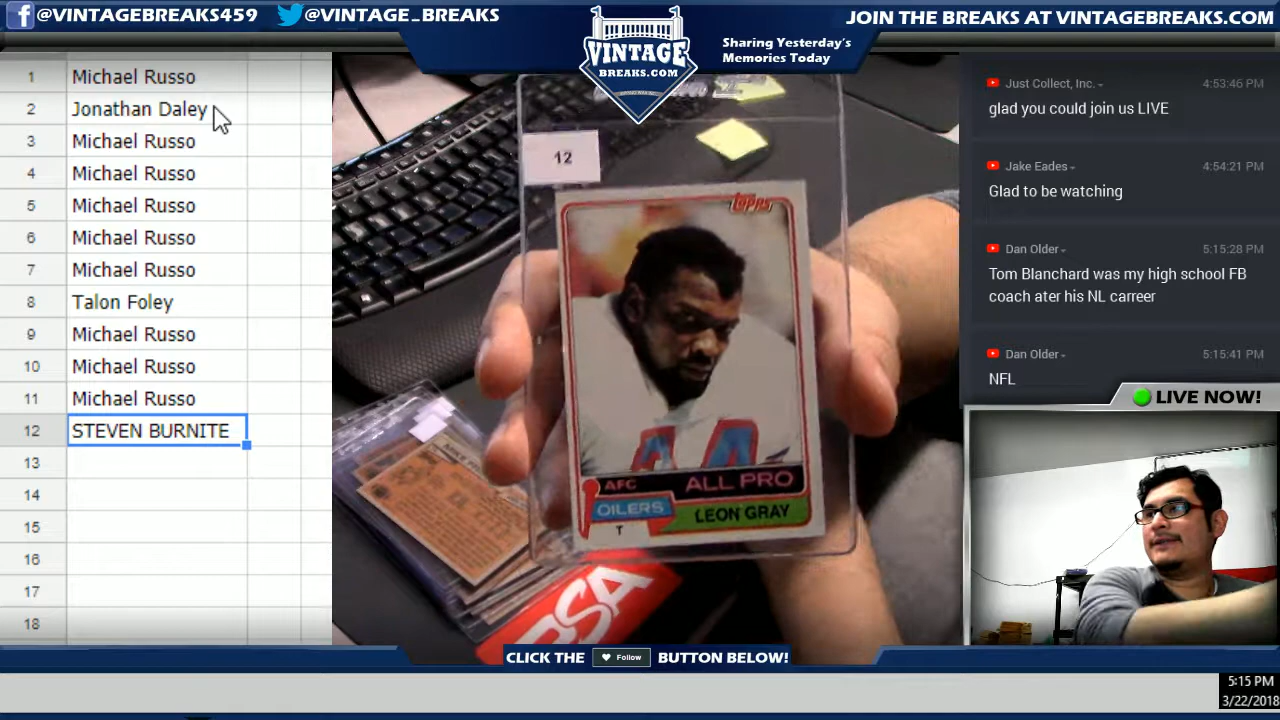 @VINTAGEBREAKS459
@VINTAGE_BREAKS
VINTAGE
BREAKS.COM
Sharing Yesterday's
Memories Today
JOIN THE BREAKS AT VINTAGEBREAKS.COM
1 Michael Russo
2 Jonathan Daley
3 Michael Russo
4 Michael Russo
5 Michael Russo
6 Michael Russo
7 Michael Russo
8 Talon Foley
9 Michael Russo
10 Michael Russo
11 Michael Russo
12 STEVEN BURNITE
13
14
15
16
17
18
12
topps
AFC ALL PRO
OILERS LEON GRAY
T
PSA
Just Collect, Inc. 4:53:46 PM
glad you could join us LIVE
Jake Eades 4:54:21 PM
Glad to be watching
Dan Older 5:15:28 PM
Tom Blanchard was my high school FB
coach ater his NL carreer
Dan Older 5:15:41 PM
NFL
LIVE NOW!
CLICK THE Follow BUTTON BELOW!
5:15 PM
3/22/2018